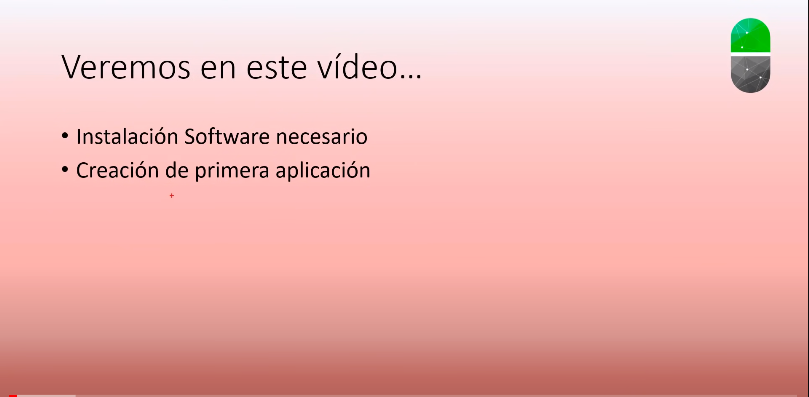 Veremos en este vídeo...
• Instalación Software necesario
• Creación de primera aplicación